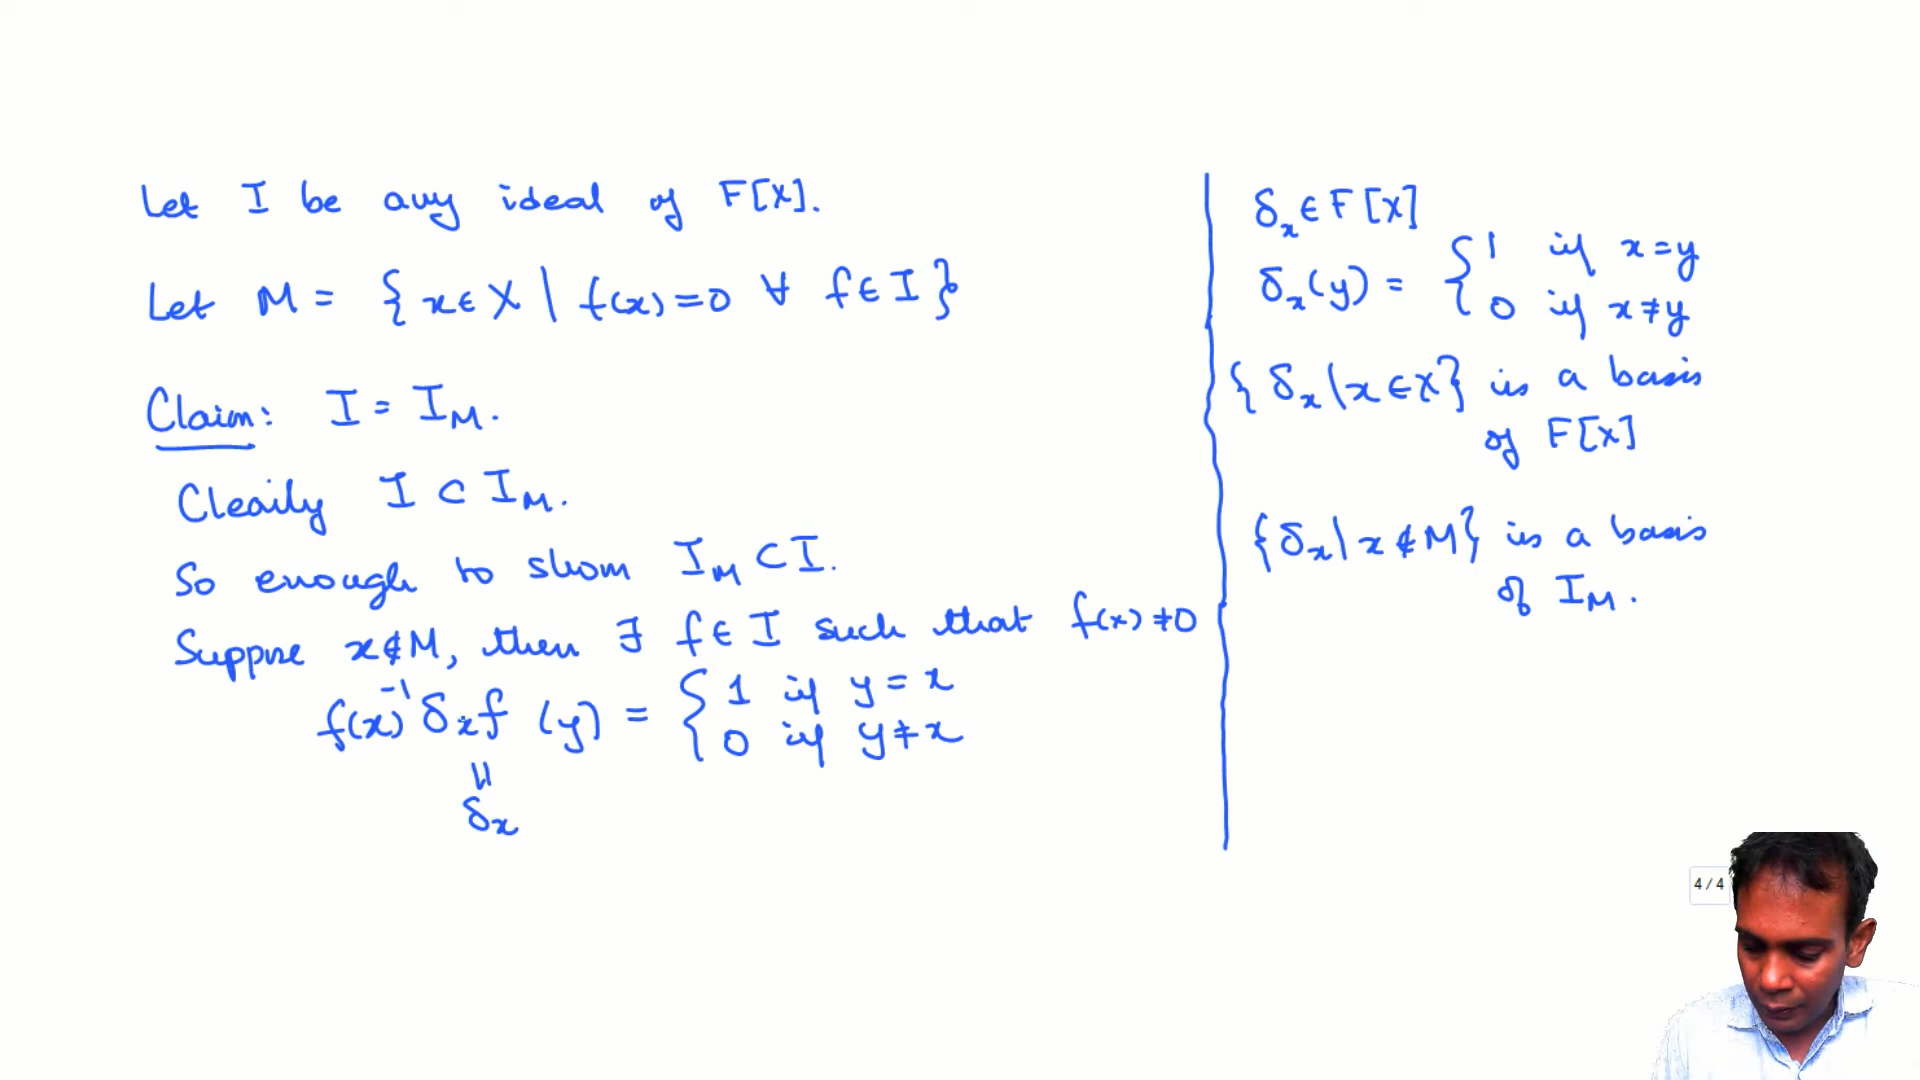 Let I be any ideal of F[X].
Let M = { x ∈ X | f(x) = 0 ∀ f ∈ I }
Claim: I = I_M.
Clearly I ⊂ I_M.
So enough to show I_M ⊂ I.
Suppose x ∉ M, then ∃ f ∈ I such that f(x) ≠ 0
f(x)⁻¹ δ_x f (y) = { 1 if y = x
0 if y ≠ x
||
δ_x
δ_x ∈ F[X]
δ_x(y) = { 1 if x = y
0 if x ≠ y
{ δ_x | x ∈ X } is a basis
of F[X]
{ δ_x | x ∉ M } is a basis
of I_M.
4 / 4